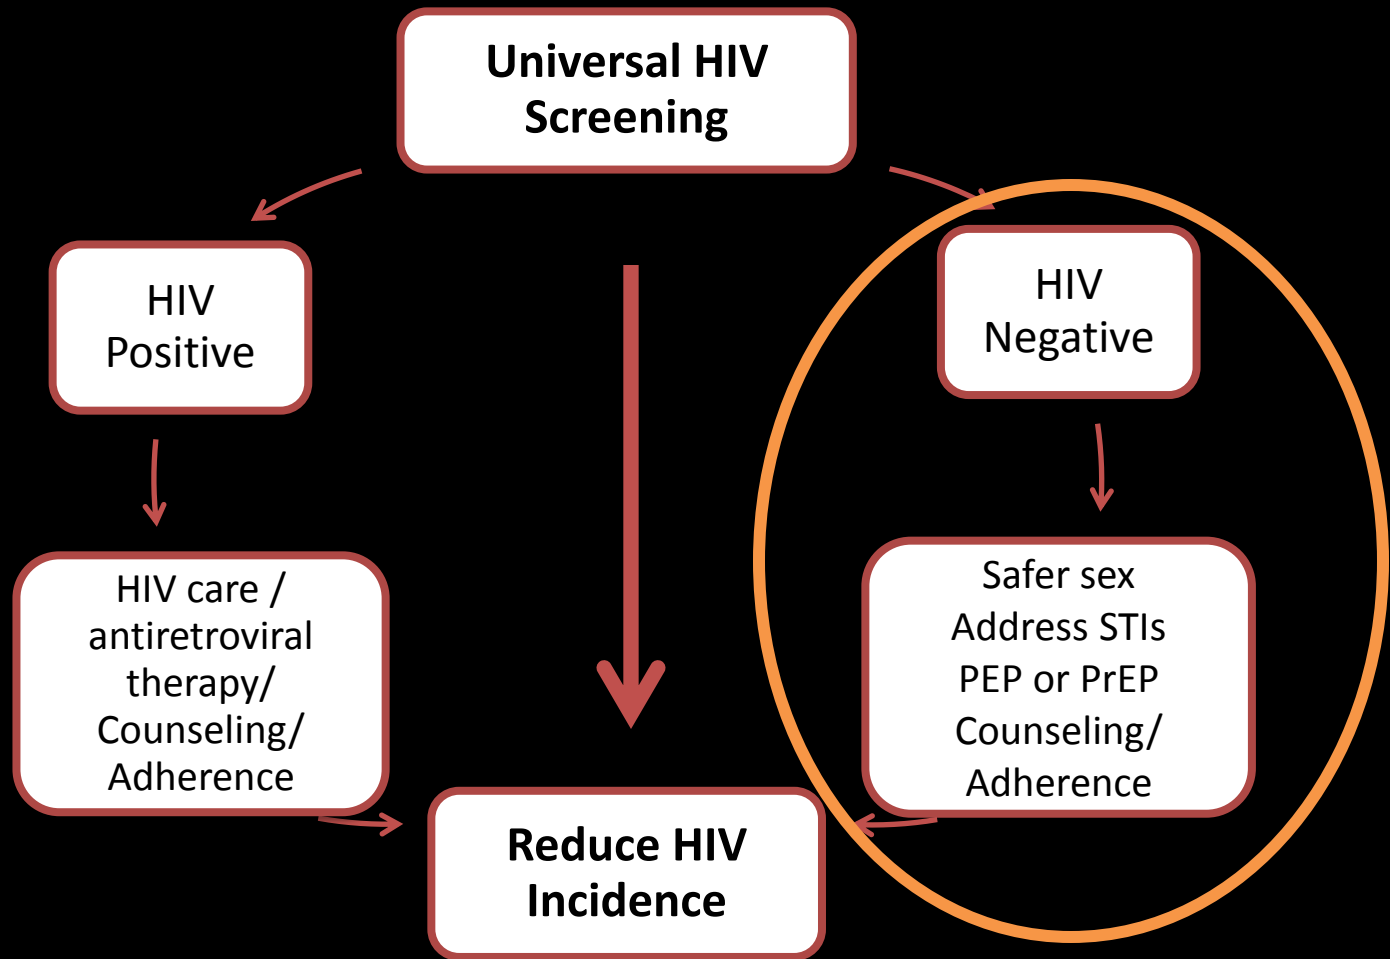 Universal HIV
Screening
HIV
Positive
HIV
Negative
HIV care /
antiretroviral
therapy/
Counseling/
Adherence
Safer sex
Address STIs
PEP or PrEP
Counseling/
Adherence
Reduce HIV
Incidence